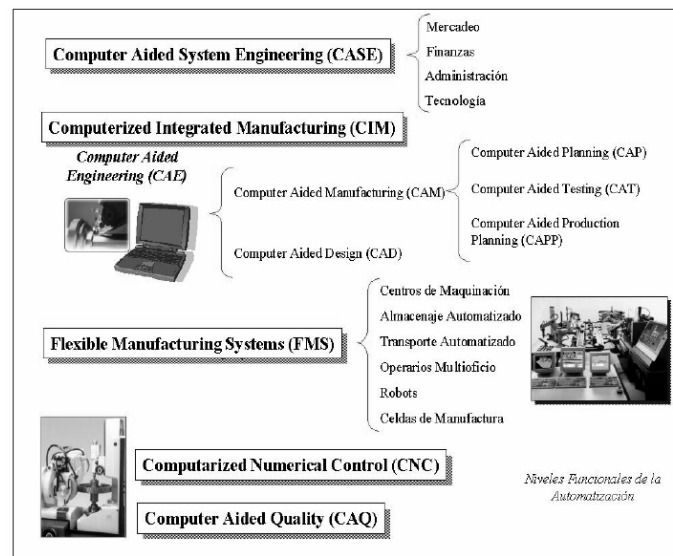 Computer Aided System Engineering (CASE)
Mercadeo
Finanzas
Administración
Tecnología
Computerized Integrated Manufacturing (CIM)
Computer Aided
Engineering (CAE)
Computer Aided Manufacturing (CAM)
Computer Aided Planning (CAP)
Computer Aided Testing (CAT)
Computer Aided Production
Planning (CAPP)
Computer Aided Design (CAD)
Flexible Manufacturing Systems (FMS)
Centros de Maquinación
Almacenaje Automatizado
Transporte Automatizado
Operarios Multioficio
Robots
Celdas de Manufactura
Computarized Numerical Control (CNC)
Computer Aided Quality (CAQ)
Niveles Funcionales de la
Automatización